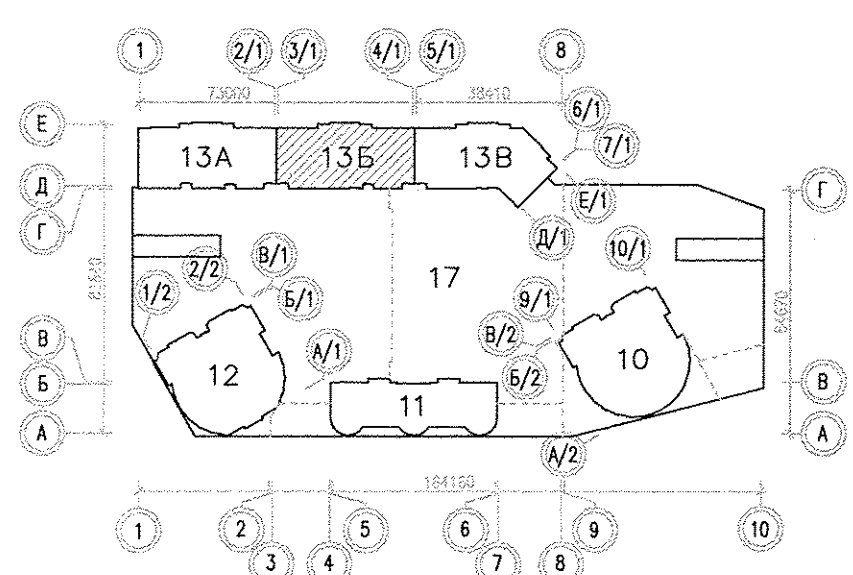 1 2/1 3/1 4/1 5/1 8
73000 38410
6/1
Е 7/1
13А 13Б 13В
Д Г
Г Е/1
Д/1
В/1 10/1
2/2 17
Б/1 9/1
1/2
В В/2
А/1 10
Б 12 Б/2 В
11
А А
А/2
164160
1 2 5 6 9 10
3 4 7 8